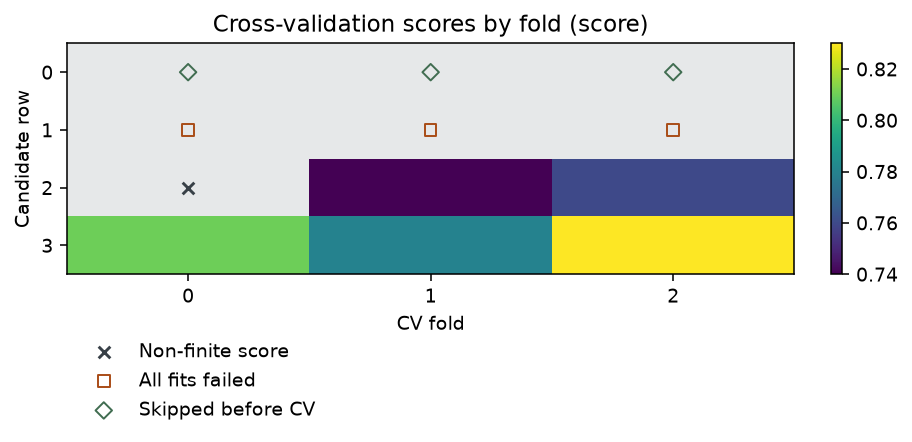 Cross-validation scores by fold (score)
Candidate row
0
1
2
3
0
1
2
CV fold
0.82
0.80
0.78
0.76
0.74
Non-finite score
All fits failed
Skipped before CV